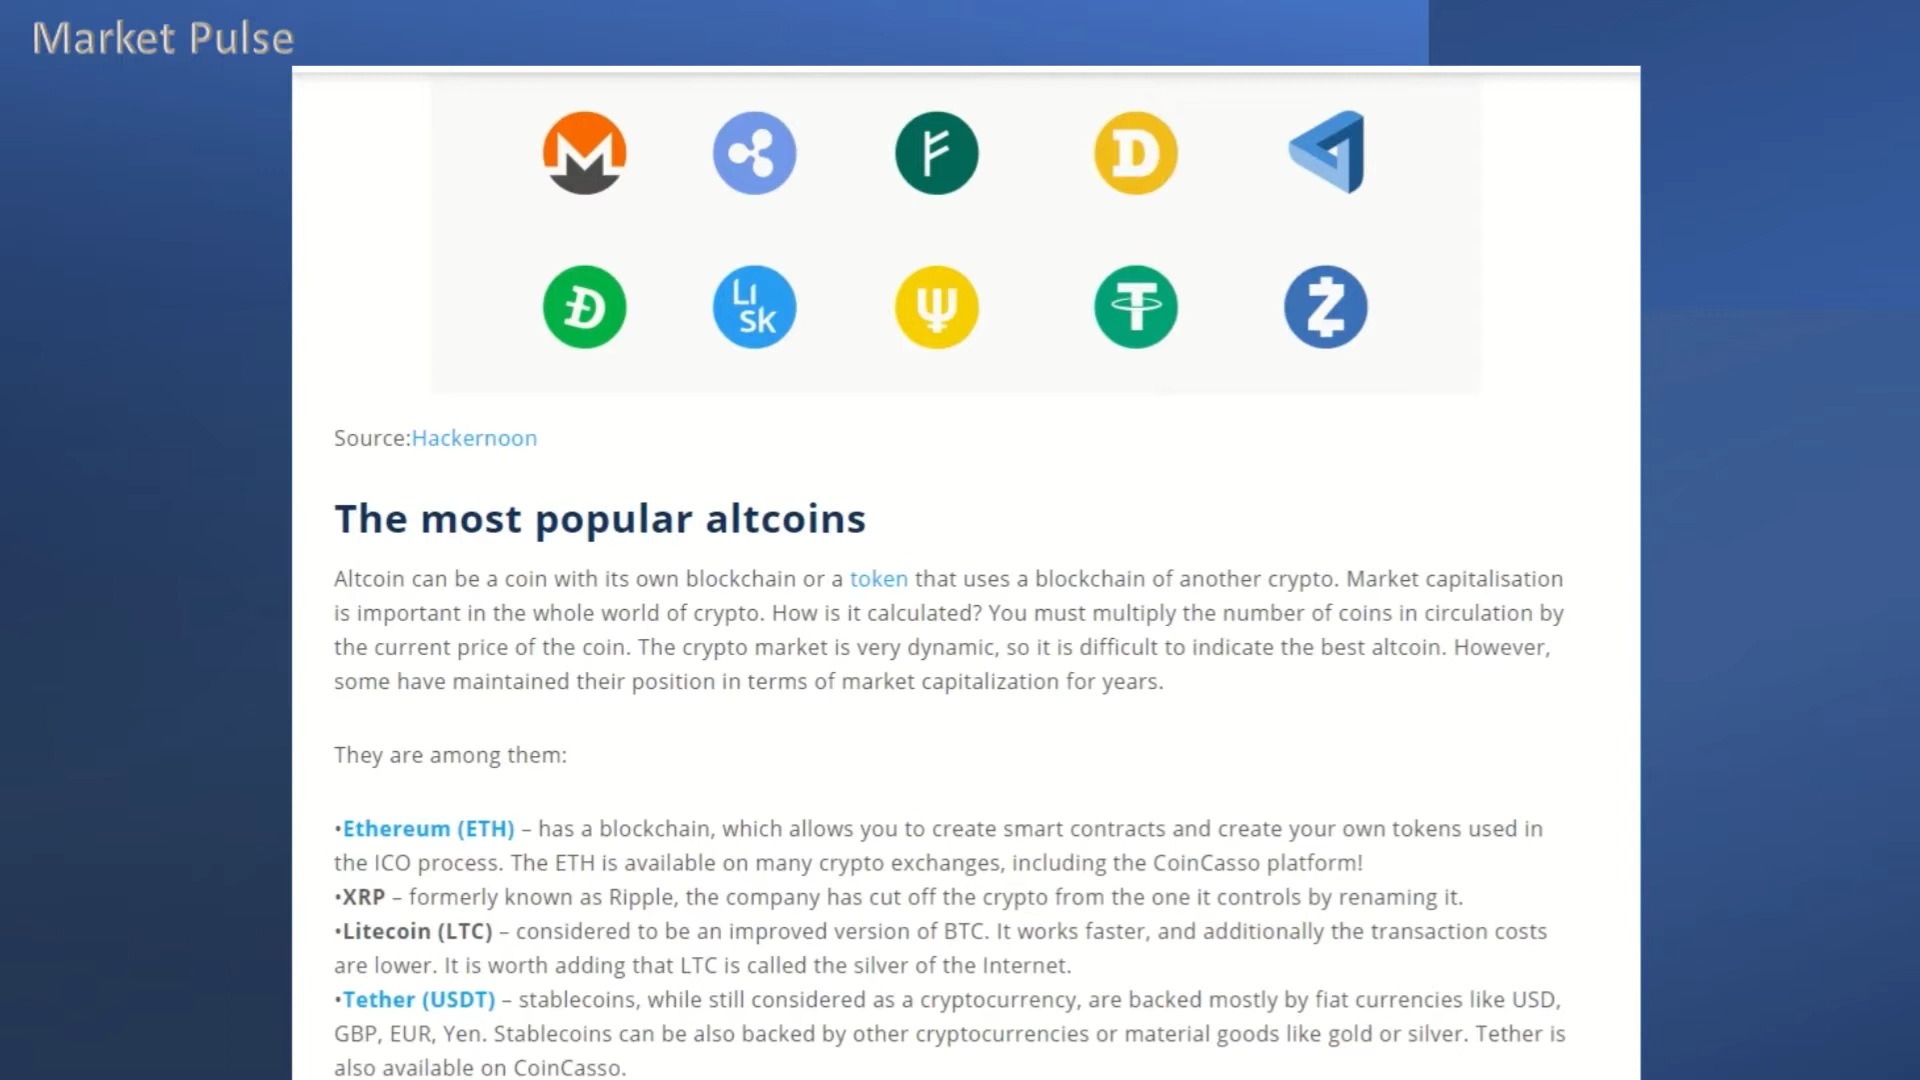 Market Pulse
LI
sk
Source:Hackernoon
The most popular altcoins
Altcoin can be a coin with its own blockchain or a token that uses a blockchain of another crypto. Market capitalisation
is important in the whole world of crypto. How is it calculated? You must multiply the number of coins in circulation by
the current price of the coin. The crypto market is very dynamic, so it is difficult to indicate the best altcoin. However,
some have maintained their position in terms of market capitalization for years.
They are among them:
•Ethereum (ETH) – has a blockchain, which allows you to create smart contracts and create your own tokens used in
the ICO process. The ETH is available on many crypto exchanges, including the CoinCasso platform!
•XRP – formerly known as Ripple, the company has cut off the crypto from the one it controls by renaming it.
•Litecoin (LTC) – considered to be an improved version of BTC. It works faster, and additionally the transaction costs
are lower. It is worth adding that LTC is called the silver of the Internet.
•Tether (USDT) – stablecoins, while still considered as a cryptocurrency, are backed mostly by fiat currencies like USD,
GBP, EUR, Yen. Stablecoins can be also backed by other cryptocurrencies or material goods like gold or silver. Tether is
also available on CoinCasso.